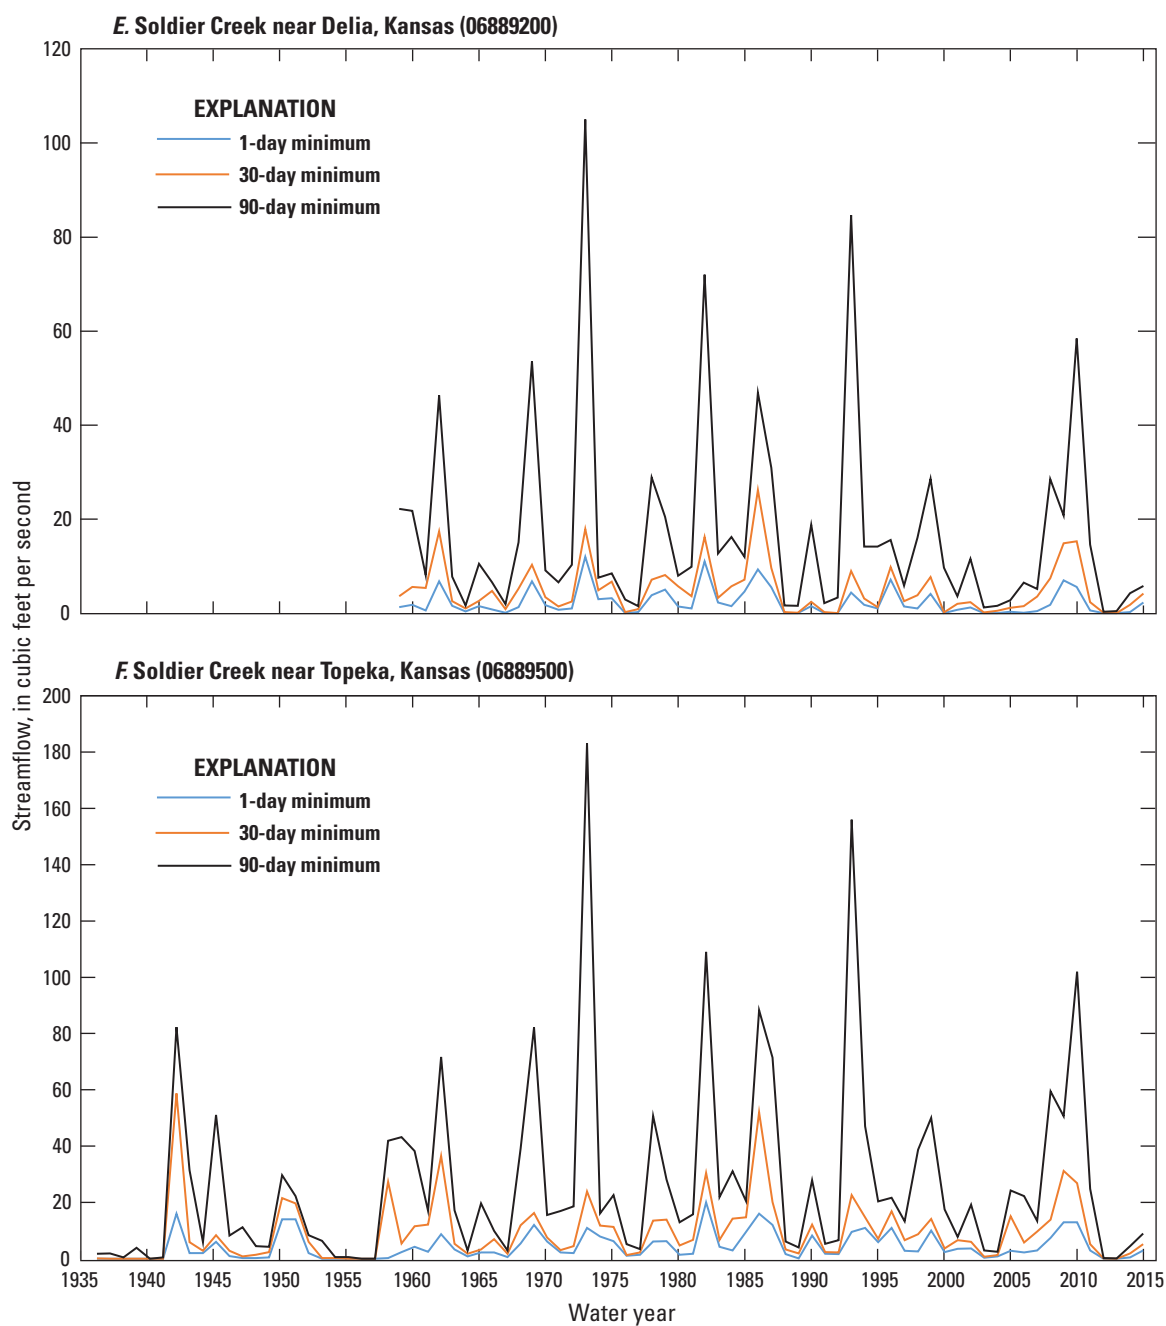 E. Soldier Creek near Delia, Kansas (06889200)
120
100
80
60
40
20
0
EXPLANATION
1-day minimum
30-day minimum
90-day minimum
Streamflow, in cubic feet per second
F. Soldier Creek near Topeka, Kansas (06889500)
200
180
160
140
120
100
80
60
40
20
0
EXPLANATION
1-day minimum
30-day minimum
90-day minimum
1935 1940 1945 1950 1955 1960 1965 1970 1975 1980 1985 1990 1995 2000 2005 2010 2015
Water year